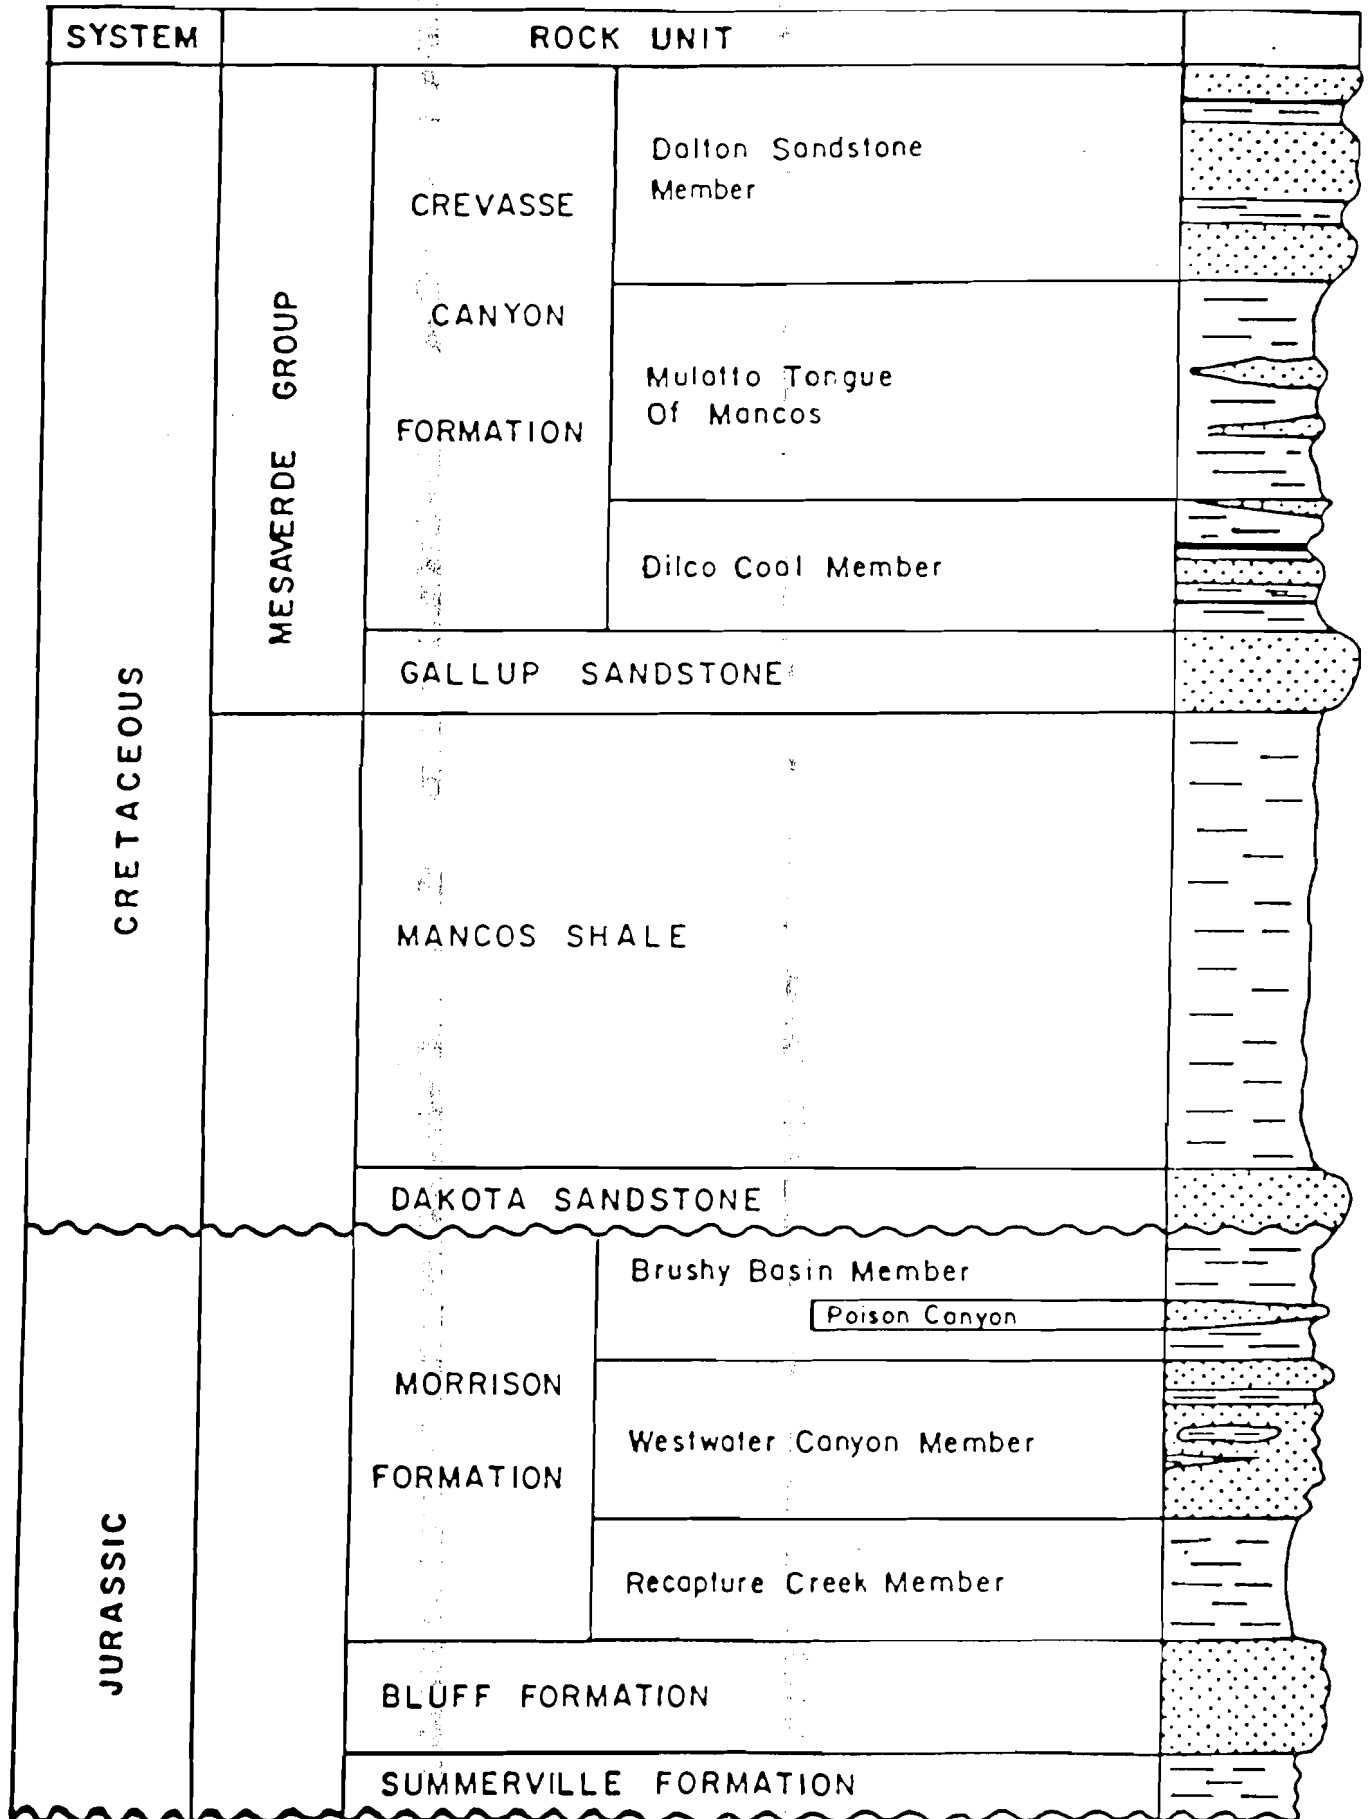 SYSTEM
ROCK UNIT
CRETACEOUS
MESAVERDE GROUP
CREVASSE
CANYON
FORMATION
Dalton Sandstone
Member
Mulatto Tongue
Of Mancos
Dilco Coal Member
GALLUP SANDSTONE
MANCOS SHALE
DAKOTA SANDSTONE
JURASSIC
MORRISON
FORMATION
Brushy Basin Member
Poison Canyon
Westwater Canyon Member
Recapture Creek Member
BLUFF FORMATION
SUMMERVILLE FORMATION